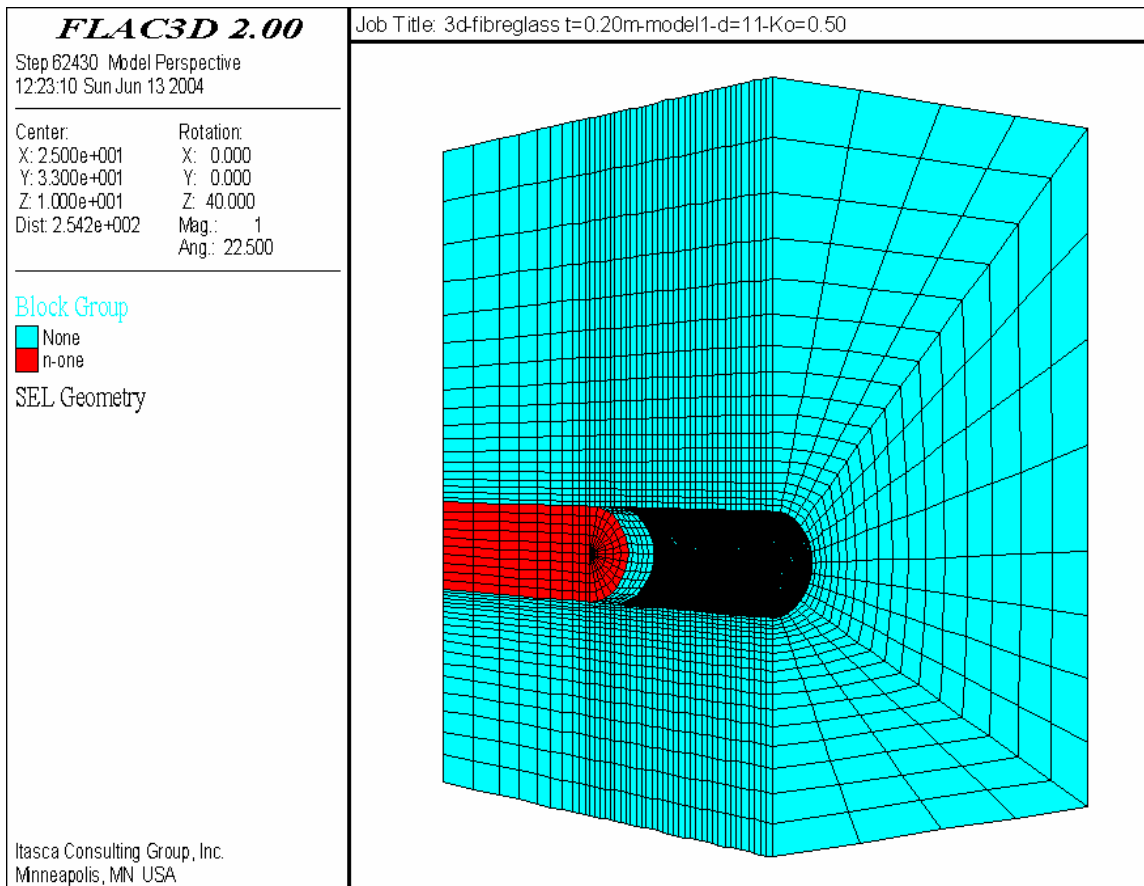 FLAC3D 2.00
Job Title: 3d-fibreglass t=0.20m-model1-d=11-Ko=0.50
Step 62430 Model Perspective
12:23:10 Sun Jun 13 2004
Center:
X: 2.500e+001
Y: 3.300e+001
Z: 1.000e+001
Dist: 2.542e+002
Rotation:
X: 0.000
Y: 0.000
Z: 40.000
Mag.: 1
Ang.: 22.500
Block Group
None
n-one
SEL Geometry
Itasca Consulting Group, Inc.
Minneapolis, MN USA